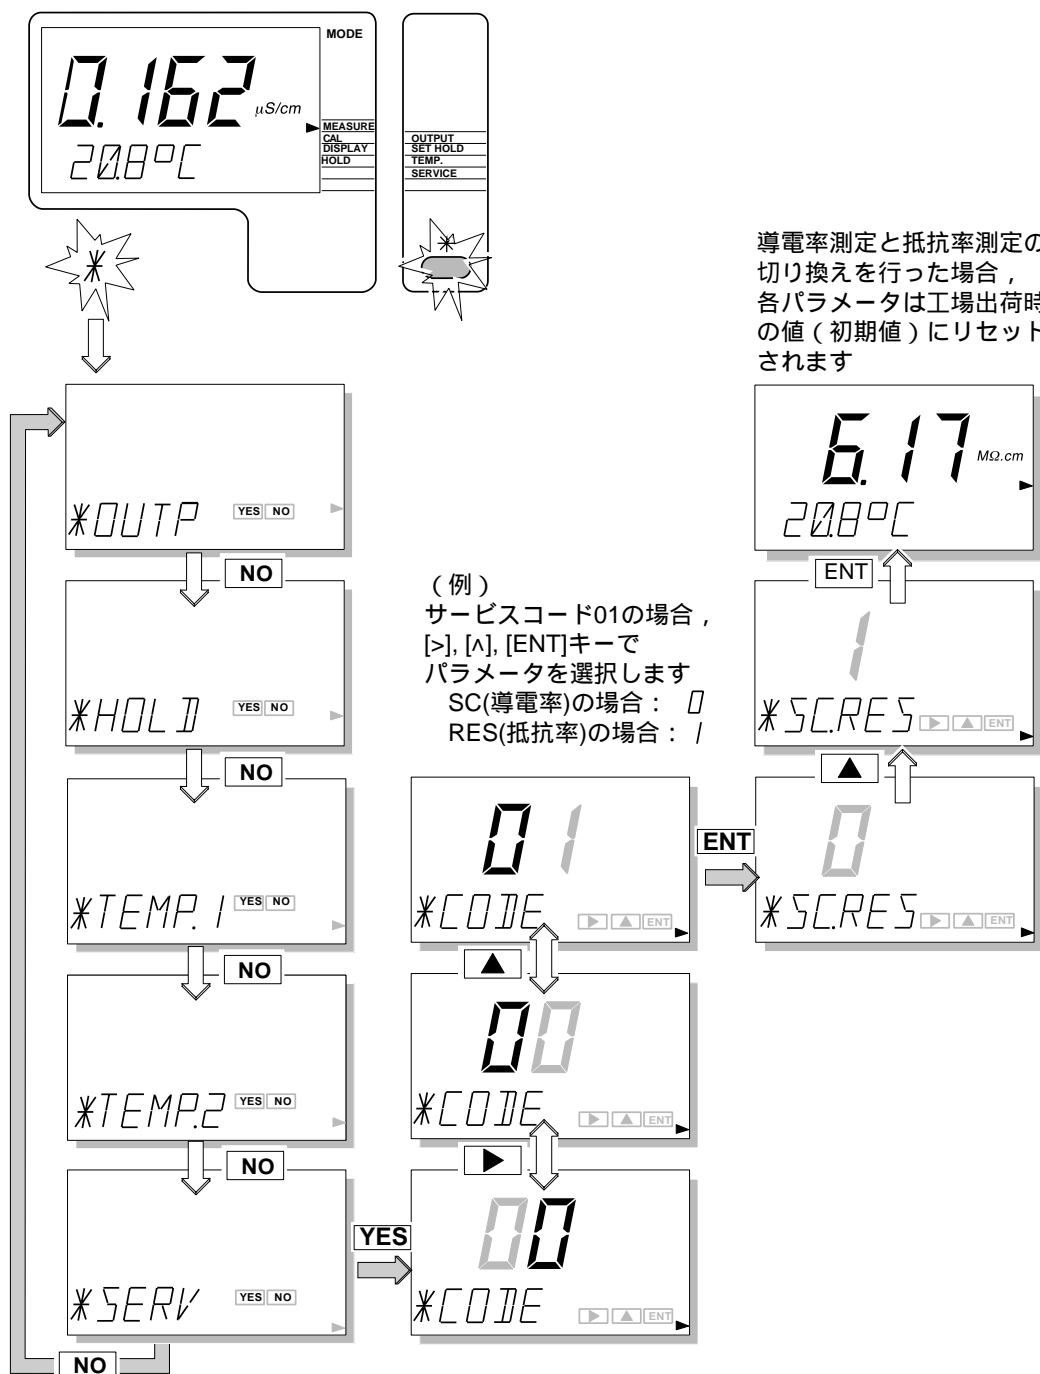 MODE
0.162 μS/cm
20.8°C
MEASURE
CAL
DISPLAY
HOLD
OUTPUT
SET HOLD
TEMP.
SERVICE
*
*
導電率測定と抵抗率測定の
切り換えを行った場合，
各パラメータは工場出荷時
の値（初期値）にリセット
されます
*OUTP YES NO
NO
*HOLD YES NO
NO
*TEMP.1 YES NO
NO
*TEMP.2 YES NO
NO
*SERV YES NO
NO
YES
（例）
サービスコード01の場合，
[>], [∧], [ENT]キーで
パラメータを選択します
SC(導電率)の場合： 0
RES(抵抗率)の場合： 1
01
*CODE ▶ ▲ ENT
▲
00
*CODE ▶ ▲ ENT
▶
00
*CODE ▶ ▲ ENT
ENT
6.17 MΩ.cm
20.8°C
ENT
1
*SC.RES ▶ ▲ ENT
▲
0
*SC.RES ▶ ▲ ENT